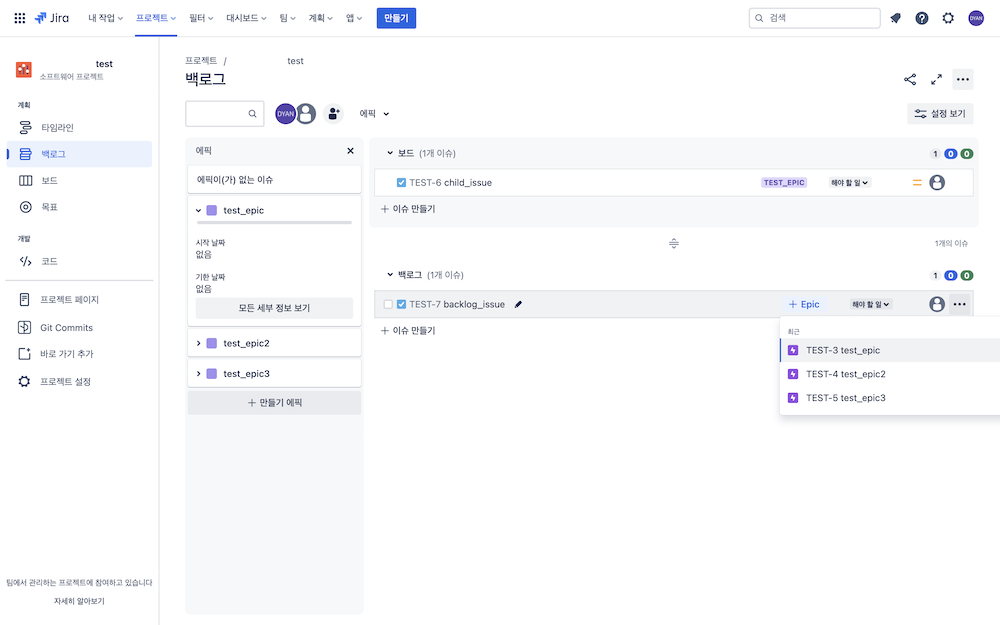 Jira 내 작업 프로젝트 필터 대시보드 팀 계획 앱 만들기 검색 DYAN
test
소프트웨어 프로젝트
계획
타임라인
백로그
보드
목표
개발
코드
프로젝트 페이지
Git Commits
바로 가기 추가
프로젝트 설정
팀에서 관리하는 프로젝트에 참여하고 있습니다
자세히 알아보기
프로젝트 / test
백로그
DYAN 에픽 설정 보기
에픽
에픽이(가) 없는 이슈
test_epic
시작 날짜
없음
기한 날짜
없음
모든 세부 정보 보기
test_epic2
test_epic3
+ 만들기 에픽
보드 (1개 이슈) 1 0 0
TEST-6 child_issue TEST_EPIC 해야 할 일
+ 이슈 만들기
1개의 이슈
백로그 (1개 이슈) 1 0 0
TEST-7 backlog_issue + Epic 해야 할 일
+ 이슈 만들기
최근
TEST-3 test_epic
TEST-4 test_epic2
TEST-5 test_epic3